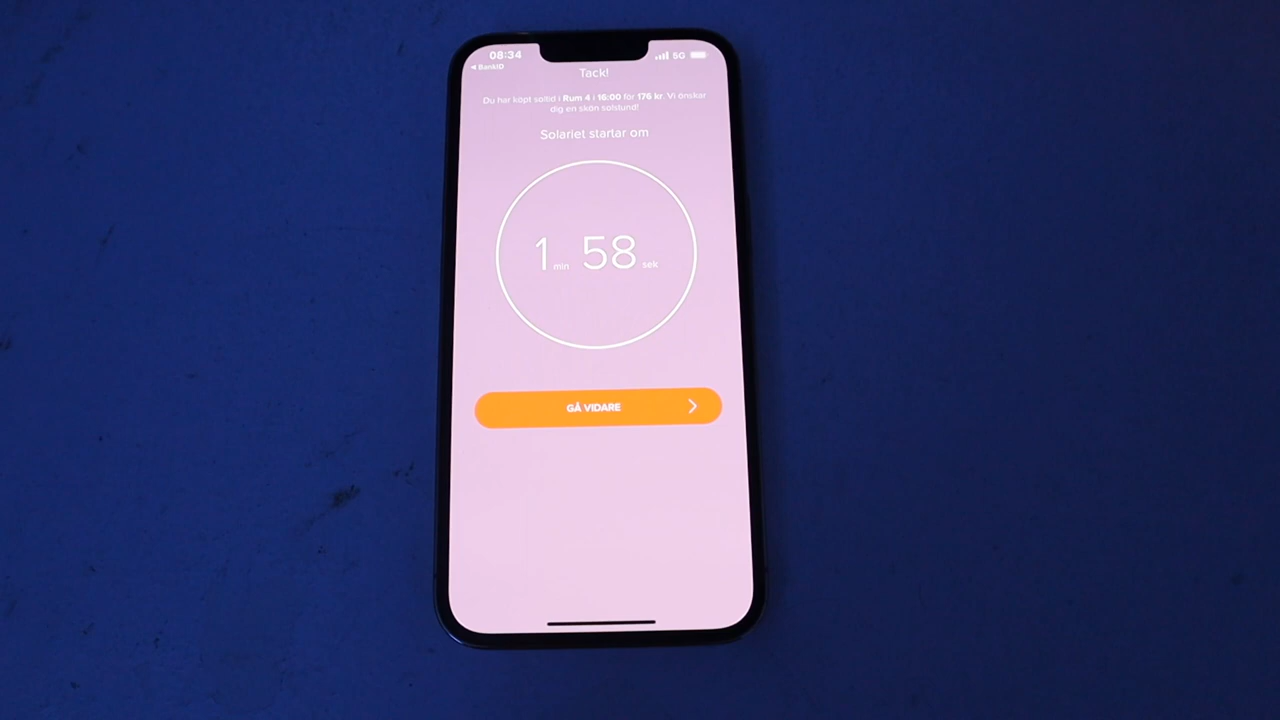 08:34 5G
◀ BankID
Tack!
Du har köpt soltid i Rum 4 i 16:00 för 176 kr. Vi önskar
dig en skön solstund!
Solariet startar om
1 min 58 sek
GÅ VIDARE